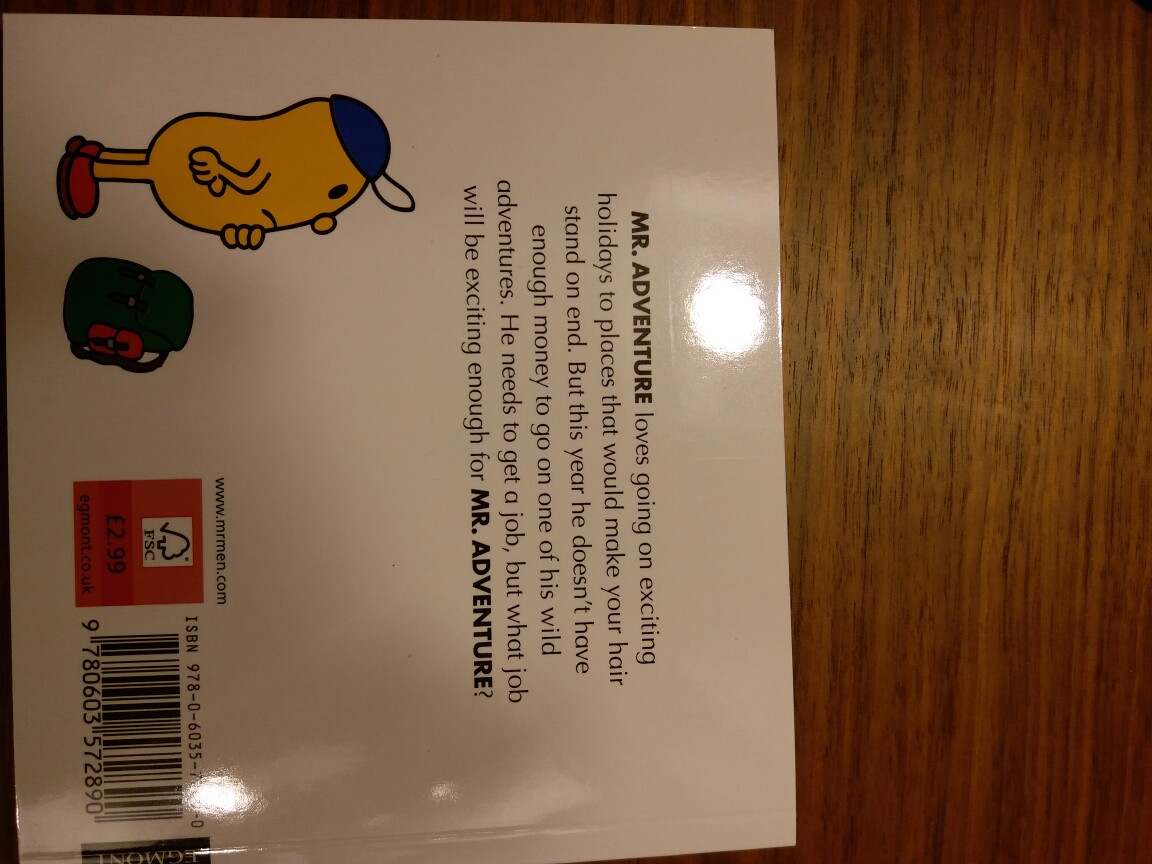 MR. ADVENTURE loves going on exciting
holidays to places that would make your hair
stand on end. But this year he doesn't have
enough money to go on one of his wild
adventures. He needs to get a job, but what job
will be exciting enough for MR. ADVENTURE?
www.mrmen.com
FSC
£2.99
egmont.co.uk
ISBN 978-0-6035-
9 780603 572890
EGMONT